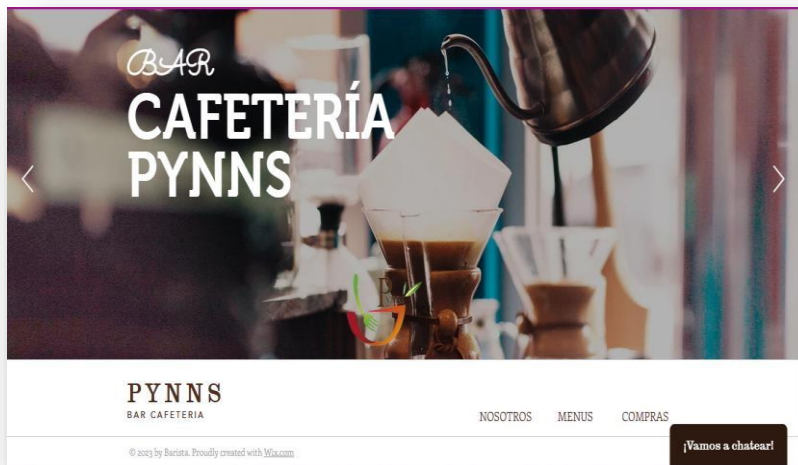 BAR
CAFETERÍA
PYNNS
PYNNS
BAR CAFETERIA
NOSOTROS MENUS COMPRAS
© 2023 by Barista. Proudly created with Wix.com
¡Vamos a chatear!